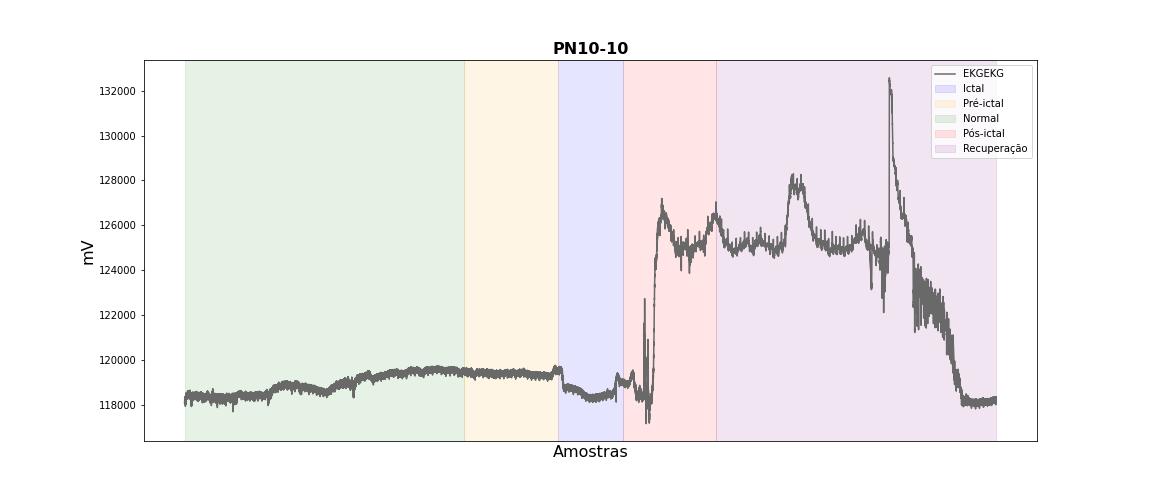 PN10-10
132000
130000
128000
126000
124000
122000
120000
118000
mV
Amostras
EKGEKG
Ictal
Pré-ictal
Normal
Pós-ictal
Recuperação